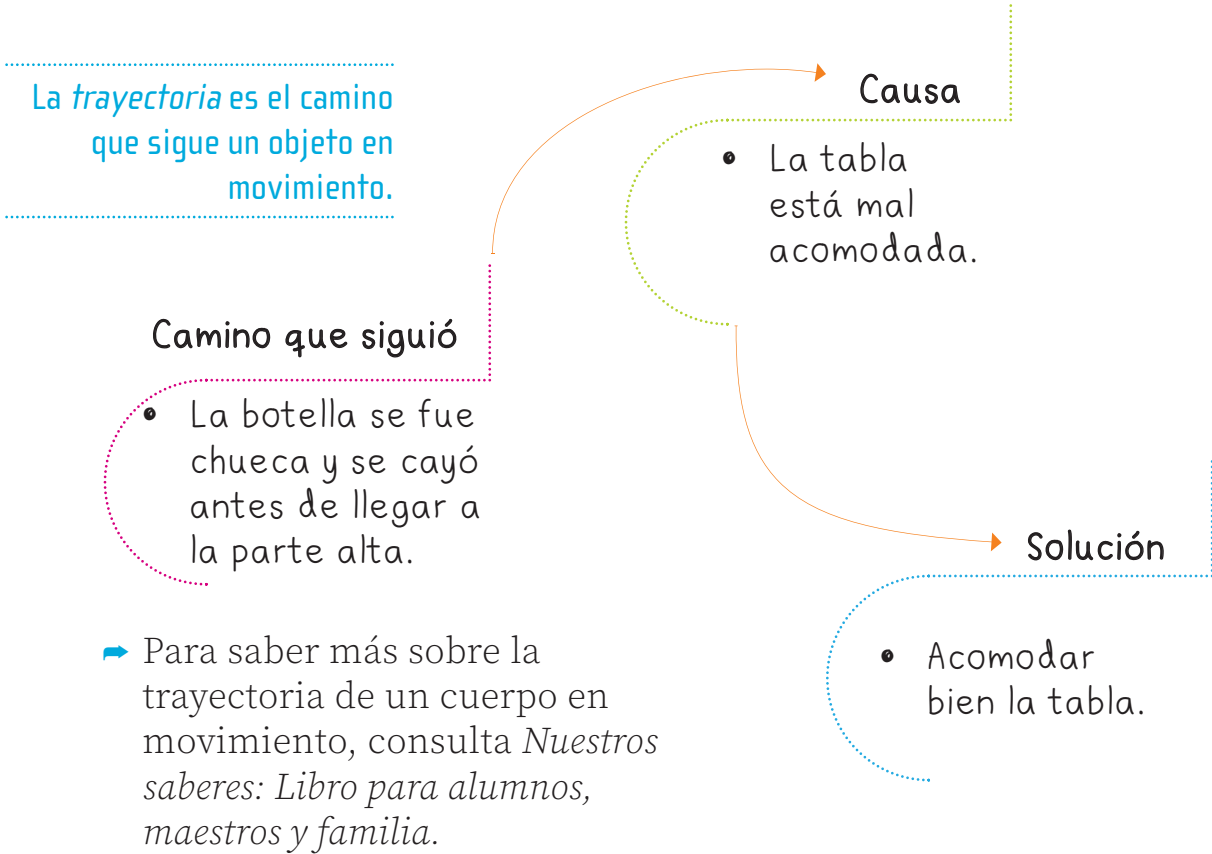 La trayectoria es el camino
que sigue un objeto en
movimiento.
Camino que siguió
• La botella se fue
chueca y se cayó
antes de llegar a
la parte alta.
Causa
• La tabla
está mal
acomodada.
Solución
• Acomodar
bien la tabla.
➦ Para saber más sobre la
trayectoria de un cuerpo en
movimiento, consulta Nuestros
saberes: Libro para alumnos,
maestros y familia.